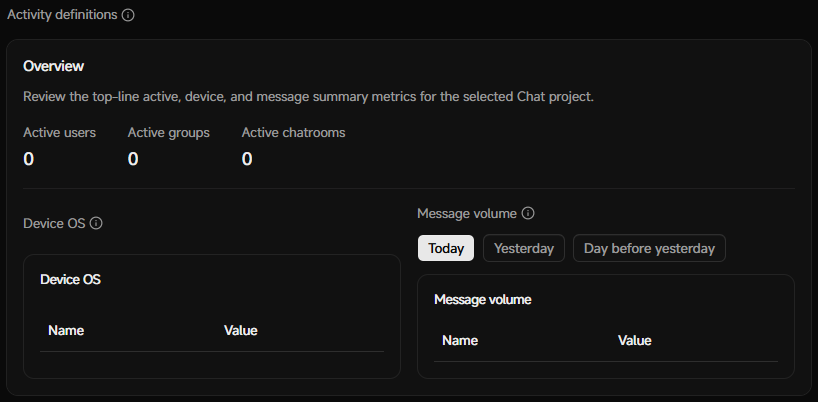 Activity definitions
Overview
Review the top-line active, device, and message summary metrics for the selected Chat project.
Active users Active groups Active chatrooms
0 0 0
Device OS
Message volume
Today Yesterday Day before yesterday
Device OS
Name Value
Message volume
Name Value